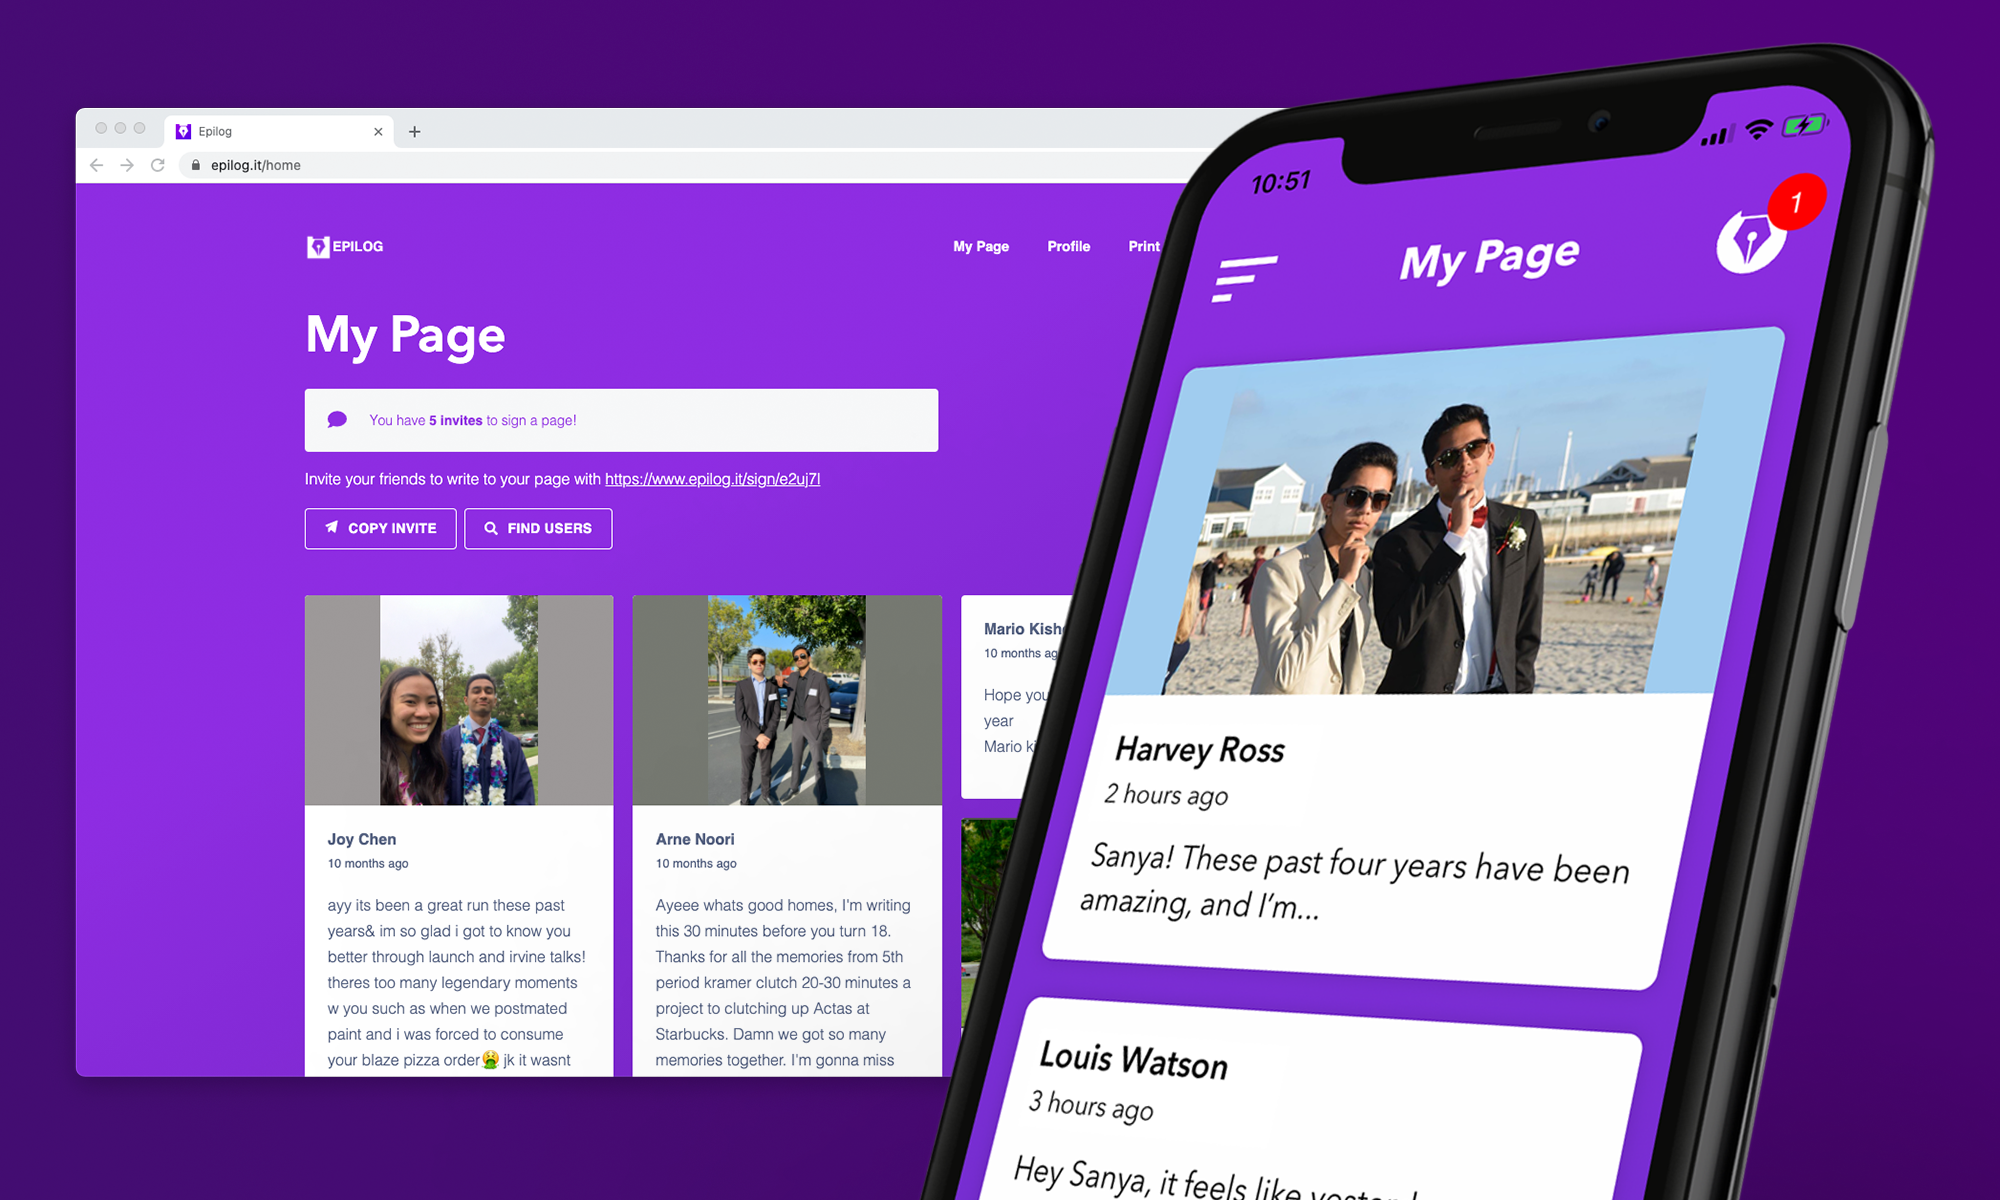 Epilog
epilog.it/home
EPILOG
My Page
Profile
Print
My Page
You have 5 invites to sign a page!
Invite your friends to write to your page with https://www.epilog.it/sign/e2uj7l
COPY INVITE
FIND USERS
Joy Chen
10 months ago
ayy its been a great run these past
years& im so glad i got to know you
better through launch and irvine talks!
theres too many legendary moments
w you such as when we postmated
paint and i was forced to consume
your blaze pizza order🤮 jk it wasnt
Arne Noori
10 months ago
Ayeee whats good homes, I'm writing
this 30 minutes before you turn 18.
Thanks for all the memories from 5th
period kramer clutch 20-30 minutes a
project to clutching up Actas at
Starbucks. Damn we got so many
memories together. I'm gonna miss
Mario
10 months
Hope you
year
Mario
10:51
My Page
1
Harvey Ross
2 hours ago
Sanya! These past four years have been
amazing, and I'm...
Louis Watson
3 hours ago
Hey Sanya, it feels like